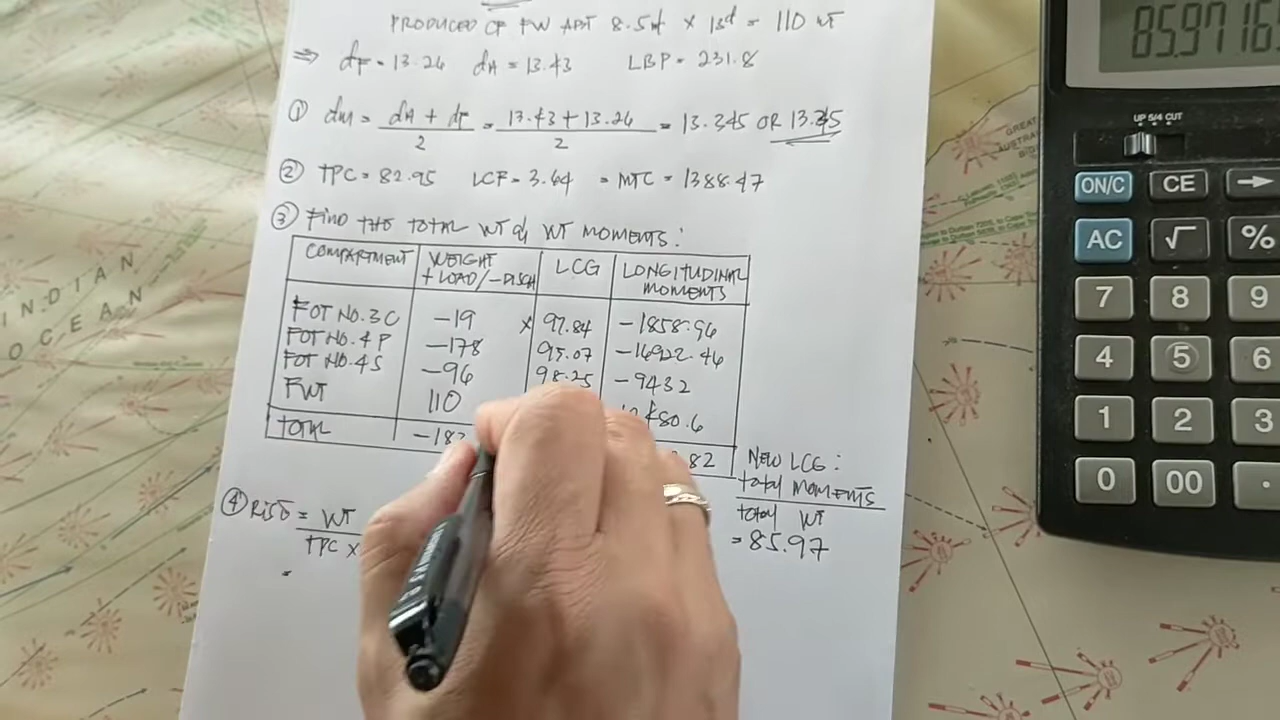 PRODUCED OF FW APT 8.5mt × 13d = 110 WT
⇒ dF = 13.26 dA = 13.43 LBP = 231.8
① dM = dA + dF / 2 = 13.43 + 13.26 / 2 = 13.345 OR 13.35
② TPC = 82.95 LCF = 3.64 = MTC = 1388.47
③ FIND THE TOTAL WT & WT MOMENTS:
COMPARTMENT WEIGHT + LOAD/-DISCH LCG LONGITUDINAL MOMENTS
FOT NO.3C -19 × 97.84 -1858.96
FOT NO.4P -178 95.07 -16922.46
FOT NO.4S -96 98.25 -9432
FWT 110 80.6
TOTAL -183 .82
NEW LCG:
total MOMENTS
total WT
= 85.97
④ RISE = WT
TPC ×
=
85.9716
UP 5/4 CUT
ON/C CE →
AC √ %
7 8 9
4 5 6
1 2 3
0 00 .
INDIAN
OCEAN